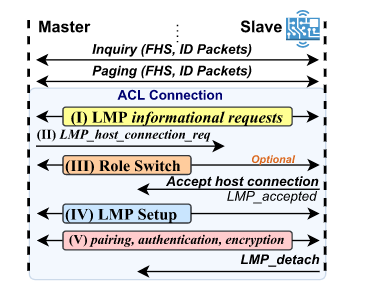 Master Slave
Inquiry (FHS, ID Packets)
Paging (FHS, ID Packets)
ACL Connection
(I) LMP informational requests
(II) LMP_host_connection_req
(III) Role Switch Optional
Accept host connection
LMP_accepted
(IV) LMP Setup
(V) pairing, authentication, encryption
LMP_detach